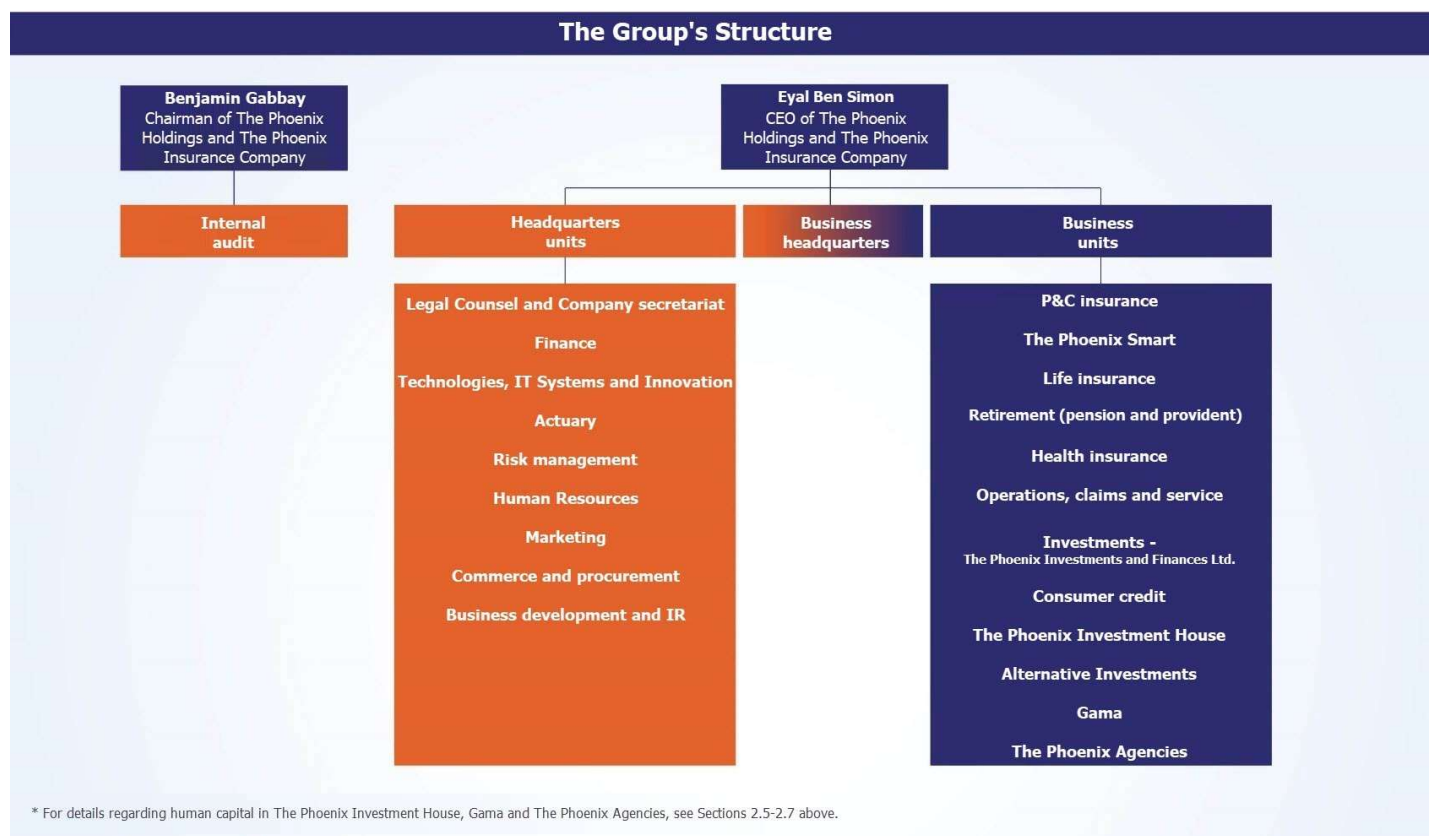 The Group's Structure
Benjamin Gabbay
Chairman of The Phoenix
Holdings and The Phoenix
Insurance Company
Eyal Ben Simon
CEO of The Phoenix
Holdings and The Phoenix
Insurance Company
Internal
audit
Headquarters
units
Business
headquarters
Business
units
Legal Counsel and Company secretariat
Finance
Technologies, IT Systems and Innovation
Actuary
Risk management
Human Resources
Marketing
Commerce and procurement
Business development and IR
P&C insurance
The Phoenix Smart
Life insurance
Retirement (pension and provident)
Health insurance
Operations, claims and service
Investments -
The Phoenix Investments and Finances Ltd.
Consumer credit
The Phoenix Investment House
Alternative Investments
Gama
The Phoenix Agencies
* For details regarding human capital in The Phoenix Investment House, Gama and The Phoenix Agencies, see Sections 2.5-2.7 above.